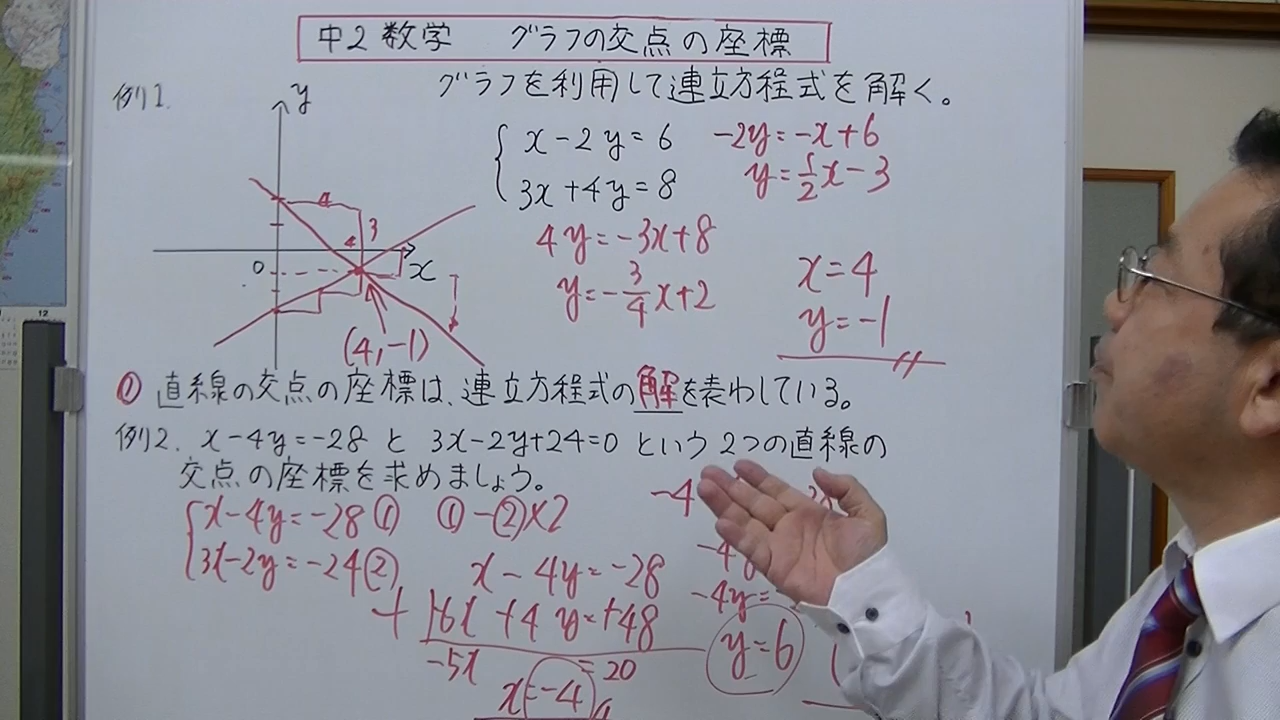 中2 数学 グラフの交点の座標
グラフを利用して連立方程式を解く。
例1.
y
x
0
4
3
4
(4,-1)
x-2y=6
3x+4y=8
-2y=-x+6
y=1/2x-3
4y=-3x+8
y=-3/4x+2
x=4
y=-1
① 直線の交点の座標は、連立方程式の解を表わしている。
例2. x-4y=-28 と 3x-2y+24=0 という 2つの直線の
交点の座標を求めましょう。
x-4y=-28 ①
3x-2y=-24 ②
①-②×2
x-4y=-28
+ -6x+4y=+48
-5x =20
x=-4
-4
-4y
-4y=
y=6
12